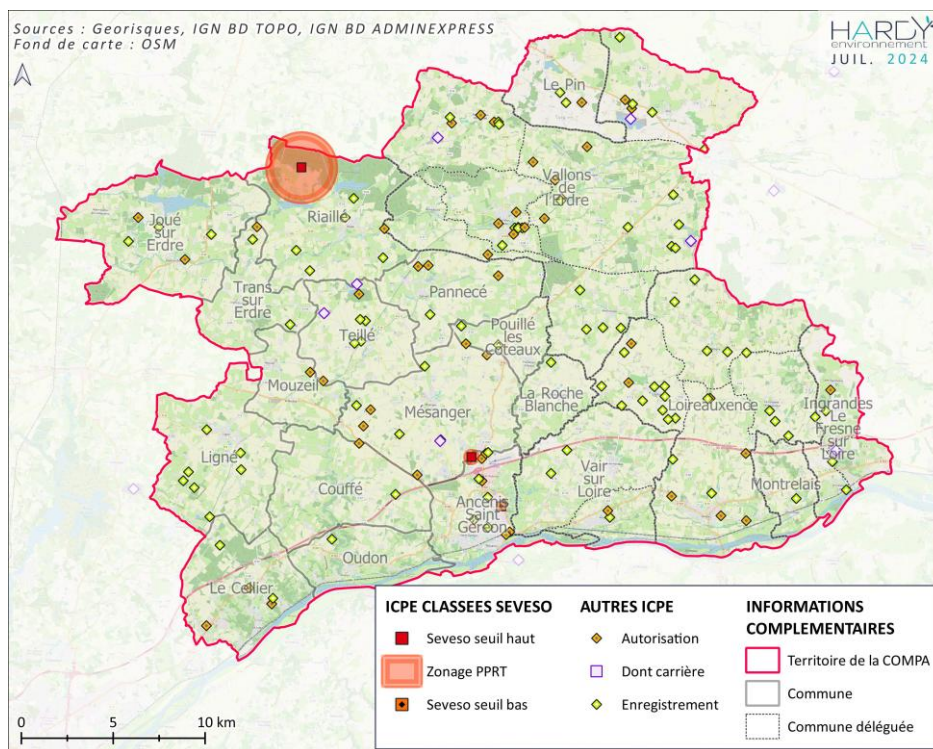 Sources : Georisques, IGN BD TOPO, IGN BD ADMINEXPRESS
Fond de carte : OSM
HARDY
environnement
JUIL. 2024
Le Pin
Vallons
de
l'Erdre
Joué
sur
Erdre
Riaillé
Trans
sur
Erdre
Pannecé
Teillé
Pouillé
les
Côteaux
Mouzeil
Mésanger
La Roche
Blanche
Loireauxence
Ingrandes
Le
Fresne
sur
Loire
Ligné
Couffé
Vair
sur
Loire
Montrelais
Ancenis
Saint
Géréon
Oudon
Le Cellier
ICPE CLASSEES SEVESO
Seveso seuil haut
Zonage PPRT
Seveso seuil bas
AUTRES ICPE
Autorisation
Dont carrière
Enregistrement
INFORMATIONS
COMPLEMENTAIRES
Territoire de la COMPA
Commune
Commune déléguée
0 5 10 km